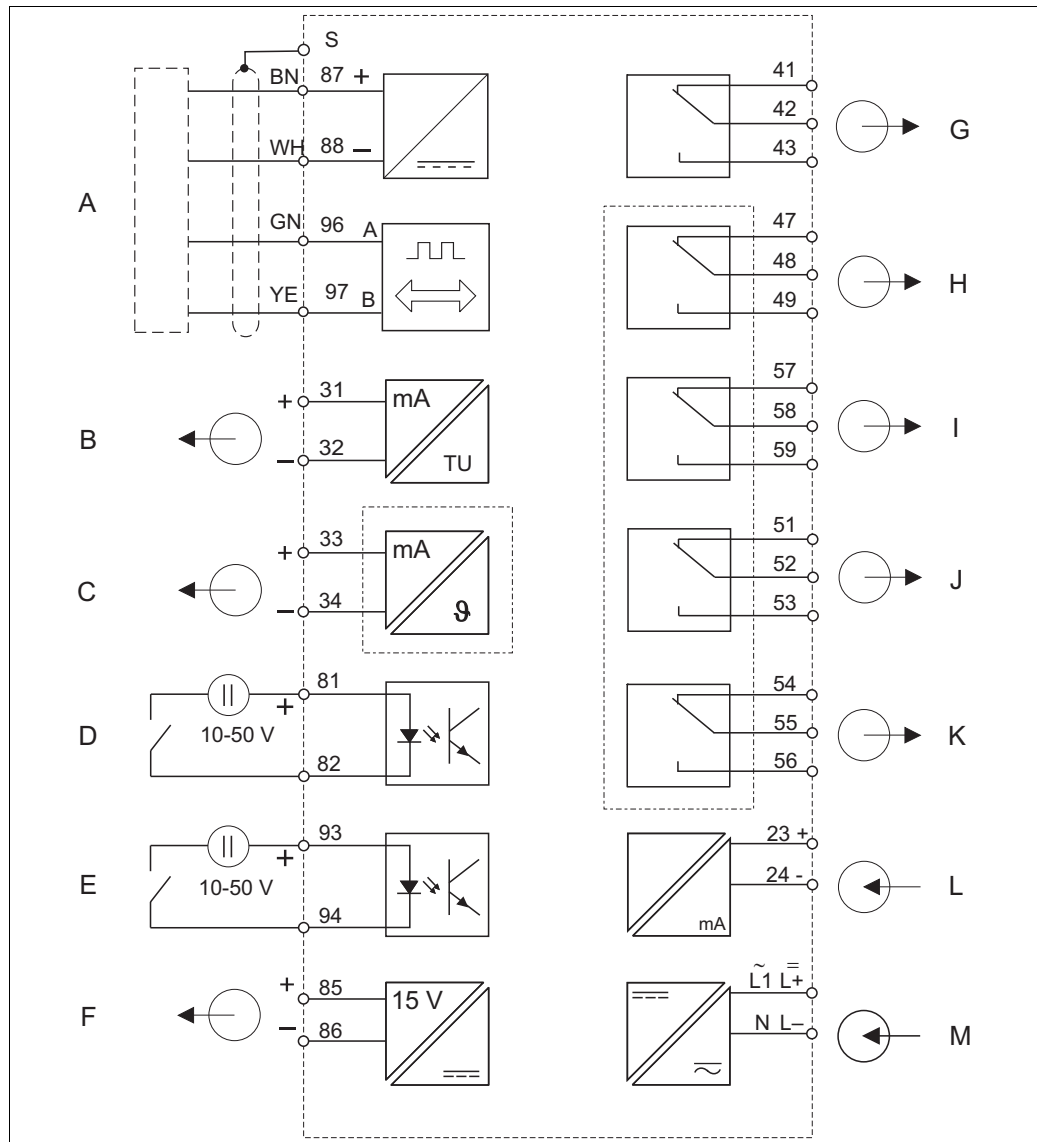 S
BN 87 +
WH 88 –
A
GN 96 A
YE 97 B
B
+ 31 mA
– 32 TU
C
+ 33 mA
– 34 ϑ
D
81
+
10-50 V
82
E
93
+
10-50 V
94
F
+ 85 15 V
– 86
41
42
43
G
47
48
49
H
57
58
59
I
51
52
53
J
54
55
56
K
23 +
24 -
mA
L
~ =
L1 L+
N L–
M